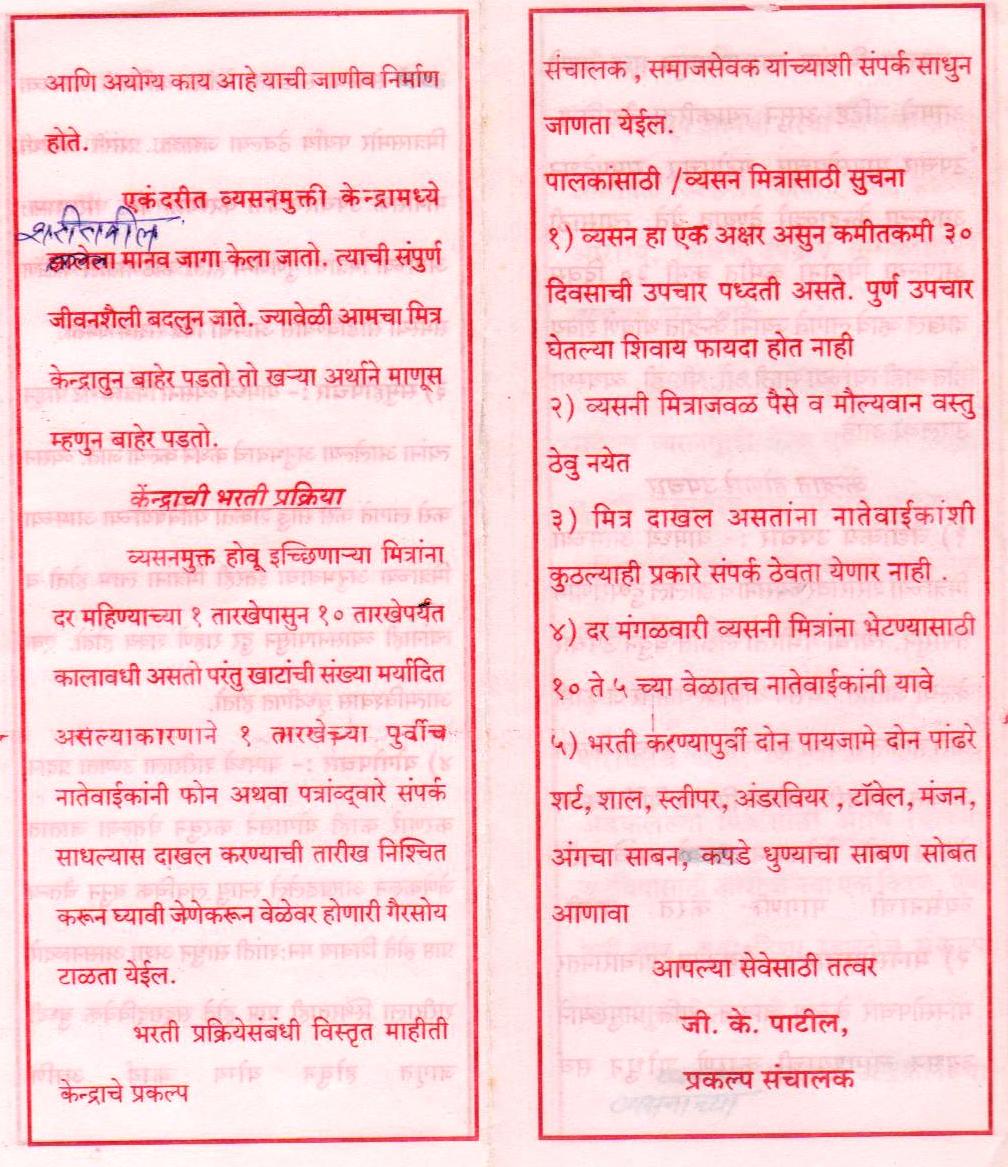 आणि अयोग्य काय आहे याची जाणीव निर्माण
होते.
एकंदरीत व्यसनमुक्ती केन्द्रामध्ये
शरीरातील
मानव जागा केला जातो. त्याची संपुर्ण
जीवनशैली बदलुन जाते. ज्यावेळी आमचा मित्र
केन्द्रातुन बाहेर पडतो तो खऱ्या अर्थाने माणूस
म्हणुन बाहेर पडतो.
केंन्द्राची भरती प्रक्रिया
व्यसनमुक्त होवू इच्छिणाऱ्या मित्रांना
दर महिण्याच्या १ तारखेपासुन १० तारखेपर्यंत
कालावधी असतो परंतु खाटांची संख्या मर्यादित
असल्याकारणाने १ तारखेच्या पुर्वीच
नातेवाईकांनी फोन अथवा पत्रांव्द्वारे संपर्क
साधल्यास दाखल करण्याची तारीख निश्चित
करून घ्यावी जेणेकरून वेळेवर होणारी गैरसोय
टाळता येईल.
भरती प्रक्रियेसंबंधी विस्तृत माहीती
केन्द्राचे प्रकल्प
संचालक , समाजसेवक यांच्याशी संपर्क साधुन
जाणता येईल.
पालकासाठी /व्यसन मित्रासाठी सुचना
१) व्यसन हा एक अक्षर असुन कमीतकमी ३०
दिवसाची उपचार पध्दती असते. पुर्ण उपचार
घेतल्या शिवाय फायदा होत नाही
२) व्यसनी मित्राजवळ पैसे व मौल्यवान वस्तु
ठेवु नयेत
३) मित्र दाखल असतांना नातेवाईकांशी
कुठल्याही प्रकारे संपर्क ठेवता येणार नाही .
४) दर मंगळवारी व्यसनी मित्रांना भेटण्यासाठी
१० ते ५ च्या वेळातच नातेवाईकांनी यावे
५) भरती करण्यापुर्वी दोन पायजामे दोन पांढरे
शर्ट, शाल, स्लीपर, अंडरवियर , टॉवेल, मंजन,
अंगचा साबन, कपडे धुण्याचा साबण सोबत
आणावा
आपल्या सेवेसाठी तत्वर
जी. के. पाटील,
प्रकल्प संचालक